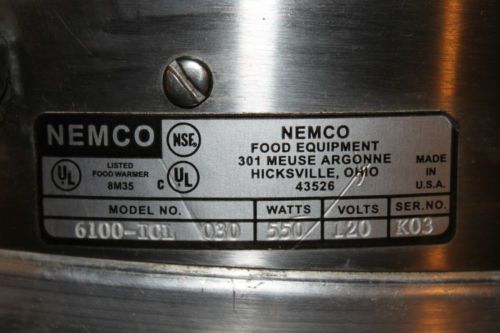 NEMCO
NSF®
NEMCO
FOOD EQUIPMENT
301 MEUSE ARGONNE
HICKSVILLE, OHIO
43526
UL
LISTED
FOOD WARMER
8M35
C UL
MADE
IN
U.S.A.
MODEL NO. WATTS VOLTS SER.NO.
6100-ICL 030 550 120 K03